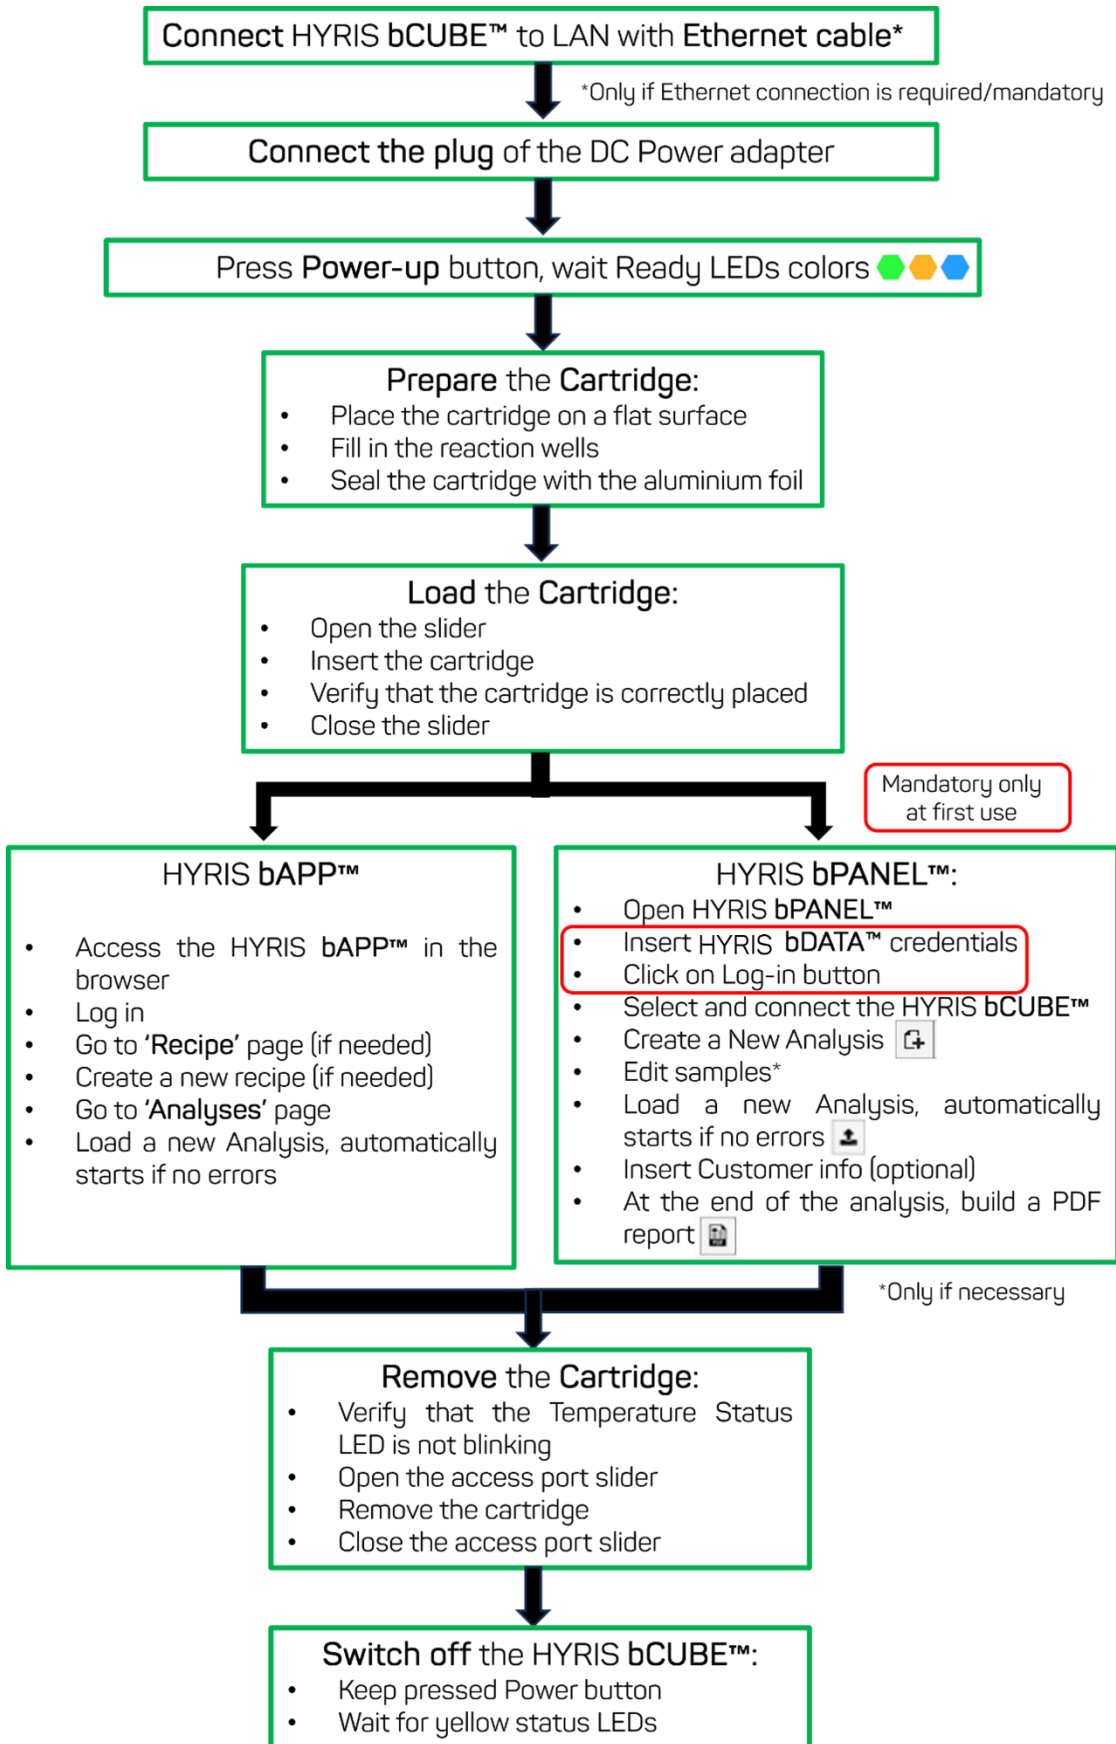 Connect HYRIS bCUBE™ to LAN with Ethernet cable*
*Only if Ethernet connection is required/mandatory
Connect the plug of the DC Power adapter
Press Power-up button, wait Ready LEDs colors
Prepare the Cartridge:
• Place the cartridge on a flat surface
• Fill in the reaction wells
• Seal the cartridge with the aluminium foil
Load the Cartridge:
• Open the slider
• Insert the cartridge
• Verify that the cartridge is correctly placed
• Close the slider
Mandatory only
at first use
HYRIS bAPP™
• Access the HYRIS bAPP™ in the
browser
• Log in
• Go to 'Recipe' page (if needed)
• Create a new recipe (if needed)
• Go to 'Analyses' page
• Load a new Analysis, automatically
starts if no errors
HYRIS bPANEL™:
• Open HYRIS bPANEL™
• Insert HYRIS bDATA™ credentials
• Click on Log-in button
• Select and connect the HYRIS bCUBE™
• Create a New Analysis
• Edit samples*
• Load a new Analysis, automatically
starts if no errors
• Insert Customer info (optional)
• At the end of the analysis, build a PDF
report
*Only if necessary
Remove the Cartridge:
• Verify that the Temperature Status
LED is not blinking
• Open the access port slider
• Remove the cartridge
• Close the access port slider
Switch off the HYRIS bCUBE™:
• Keep pressed Power button
• Wait for yellow status LEDs